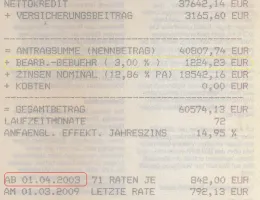 NETTOKREDIT 37642,14 EUR
+ VERSICHERUNGSBEITRAG 3165,60 EUR
= ANTRAGSUMME (NENNBETRAG) 40807,74 EUR
+ BEARB.-GEBUEHR ( 3,00 % ) 1224,23 EUR
+ ZINSEN NOMINAL (12,86 % PA) 18542,16 EUR
+ KOSTEN 0,00 EUR
= GESAMTBETRAG 60574,13 EUR
LAUFZEITMONATE 72
ANFAENGL. EFFEKT. JAHRESZINS 14,95 %
AB 01.04.2003 71 RATEN JE 842,00 EUR
AM 01.03.2009 LETZTE RATE 792,13 EUR